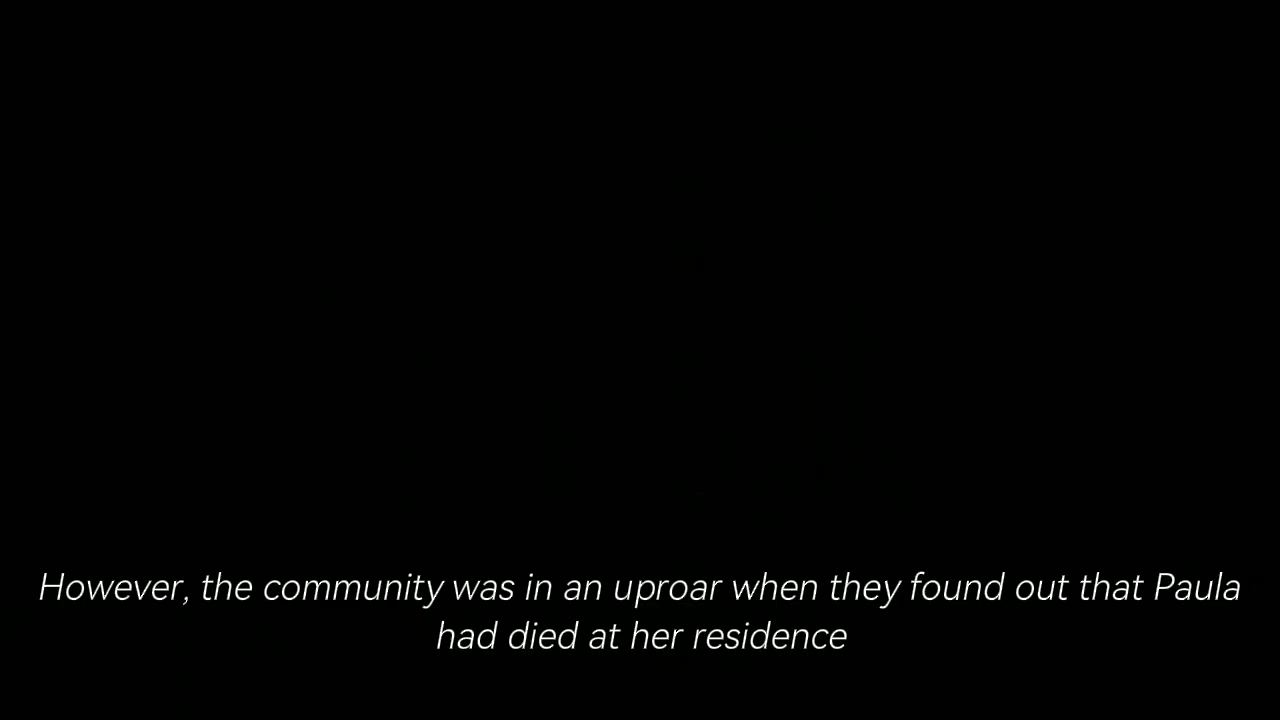 However, the community was in an uproar when they found out that Paula
had died at her residence